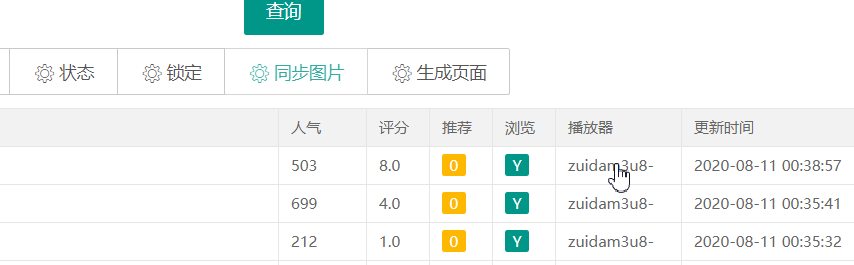 查询
状态 锁定 同步图片 生成页面
人气 评分 推荐 浏览 播放器 更新时间
503 8.0 0 Y zuidam3u8- 2020-08-11 00:38:57
699 4.0 0 Y zuidam3u8- 2020-08-11 00:35:41
212 1.0 0 Y zuidam3u8- 2020-08-11 00:35:32